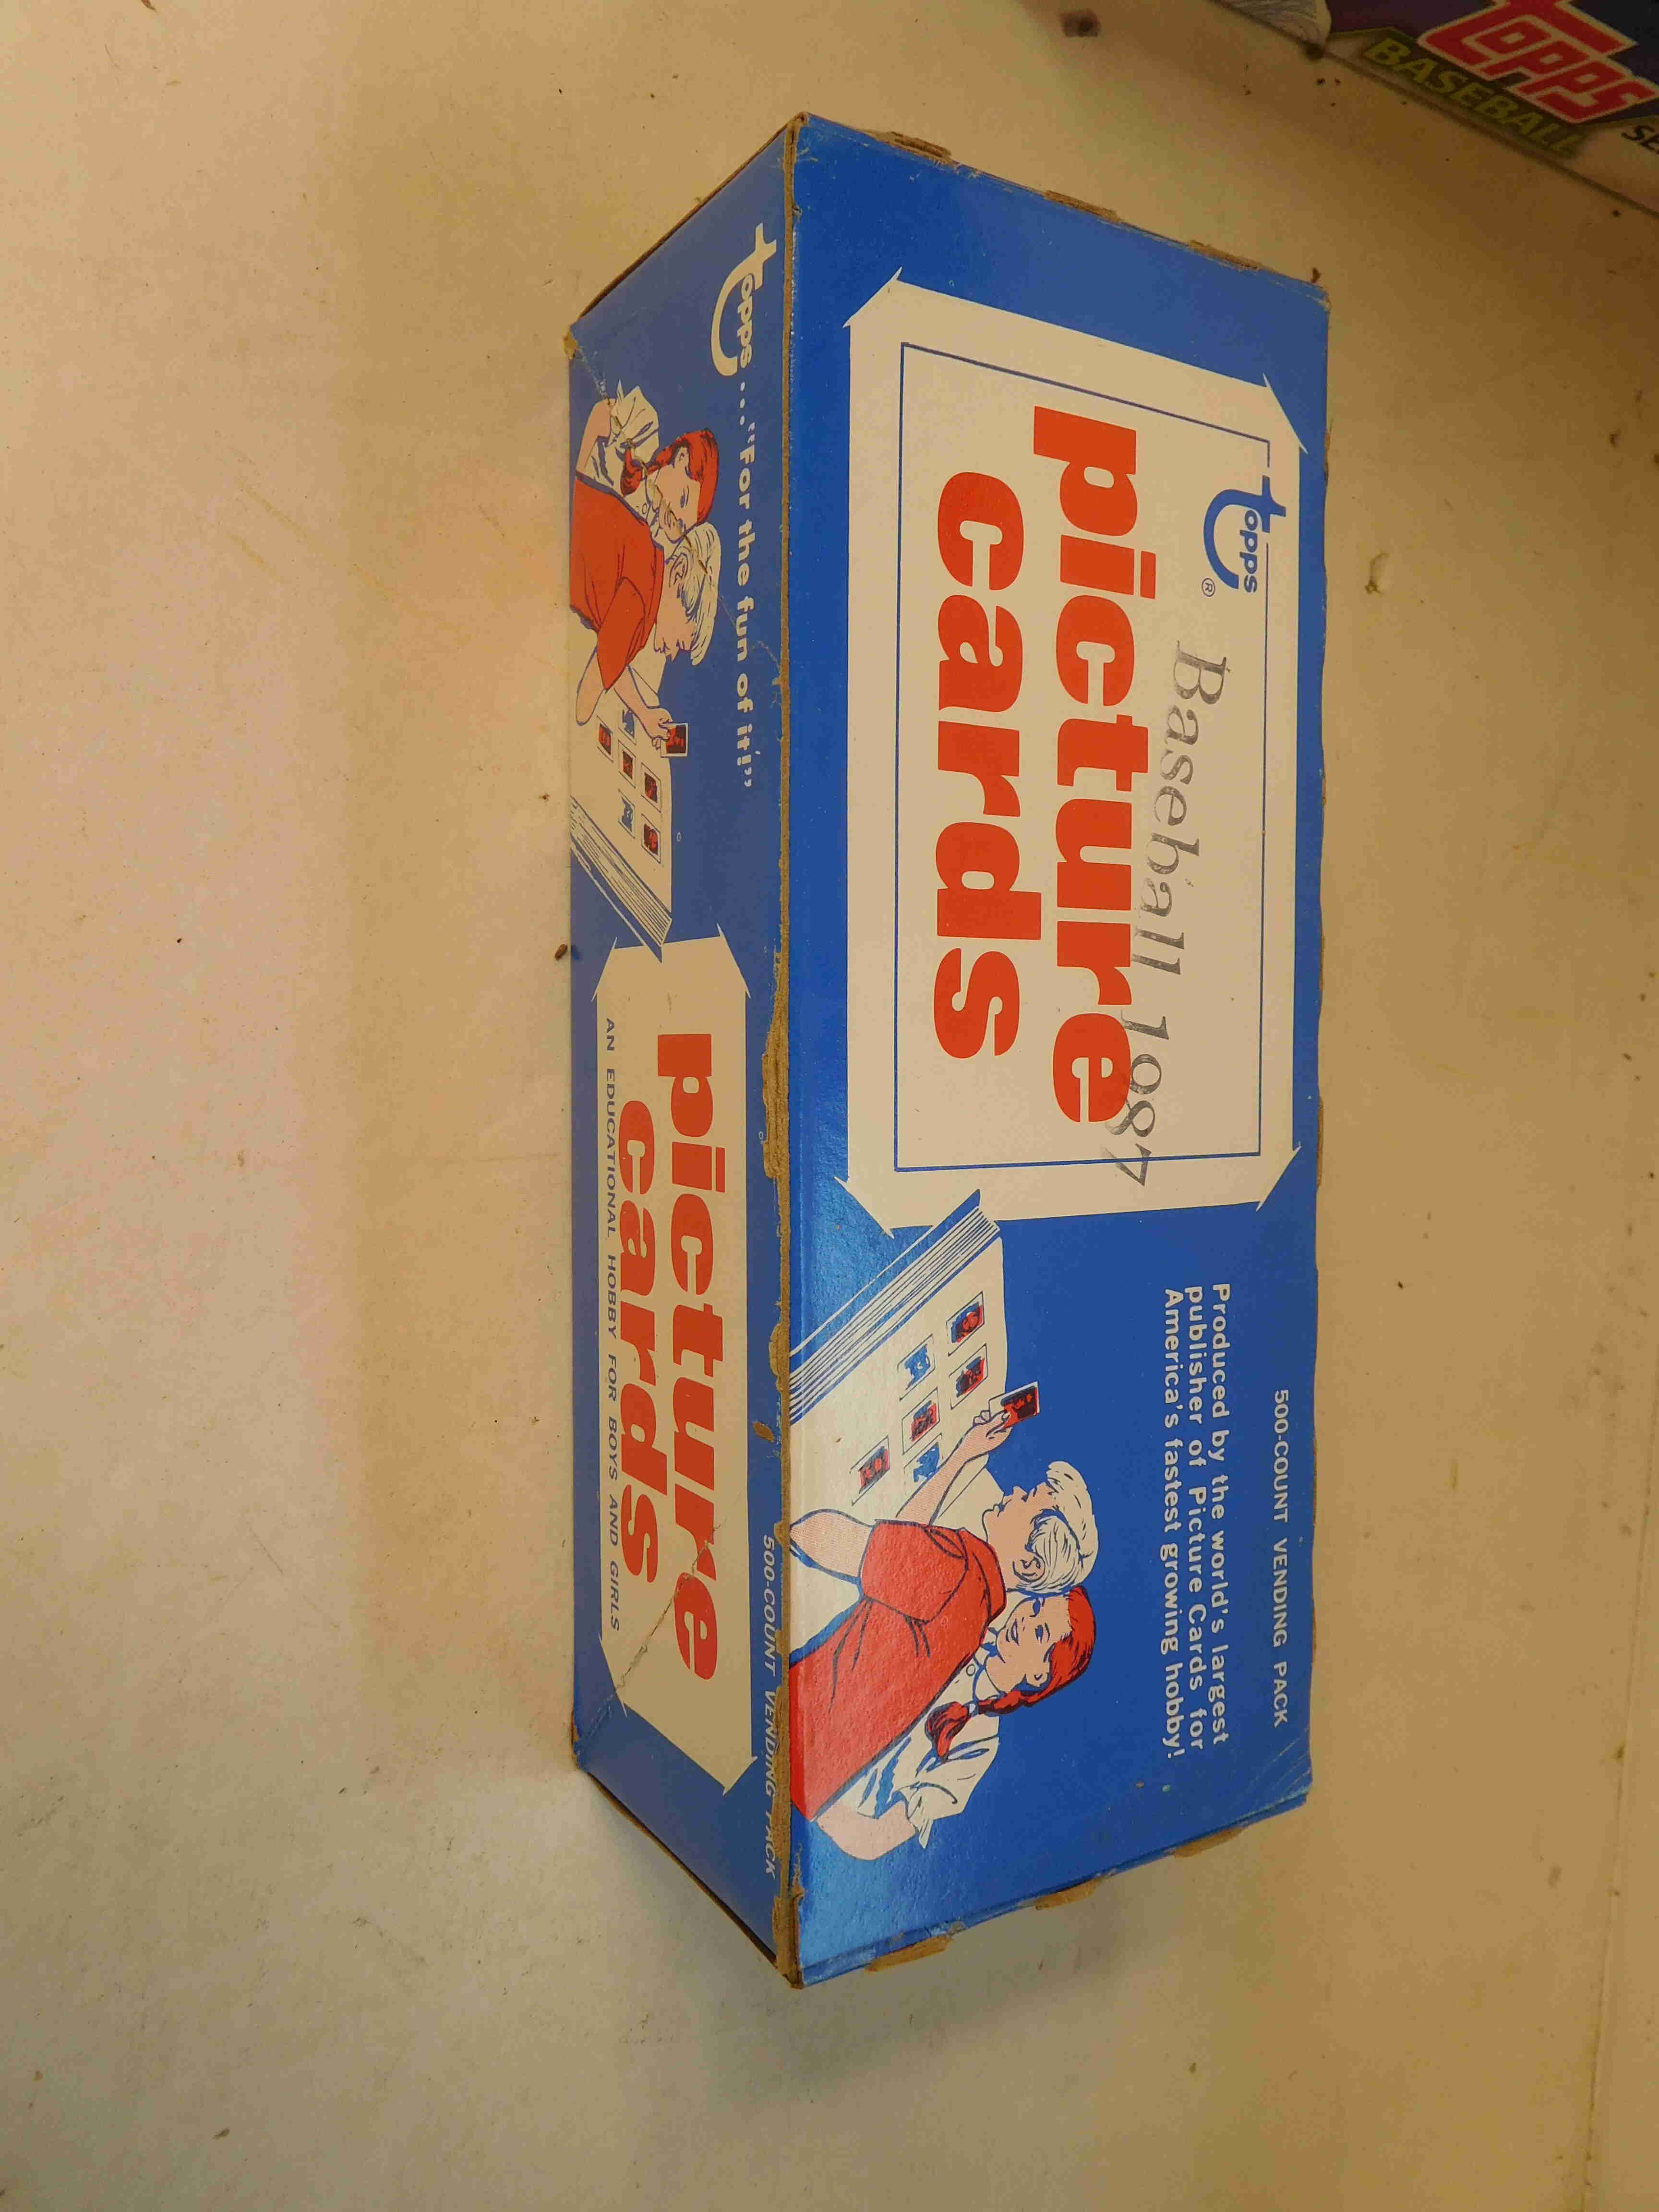 topps®
Baseball 1987
picture
cards
500-COUNT VENDING PACK
Produced by the world's largest
publisher of Picture Cards for
America's fastest growing hobby!
topps...."For the fun of it!"
500-COUNT VENDING PACK
picture
cards
AN EDUCATIONAL HOBBY FOR BOYS AND GIRLS
Topps
BASEBALL